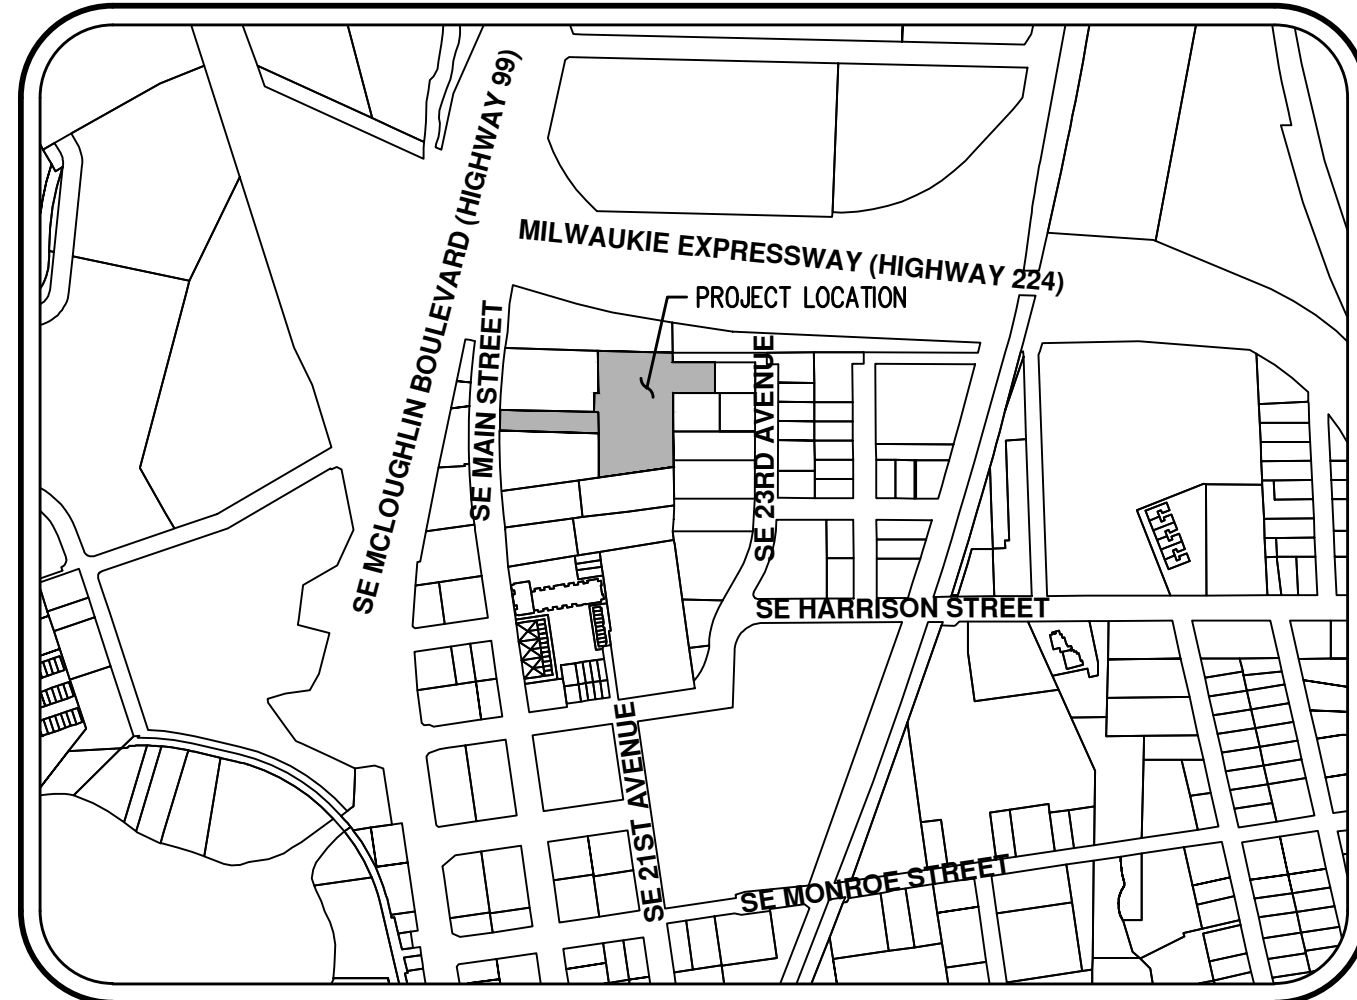 SE MCLOUGHLIN BOULEVARD (HIGHWAY 99)
MILWAUKIE EXPRESSWAY (HIGHWAY 224)
PROJECT LOCATION
SE MAIN STREET
SE 23RD AVENUE
SE HARRISON STREET
SE 21ST AVENUE
SE MONROE STREET